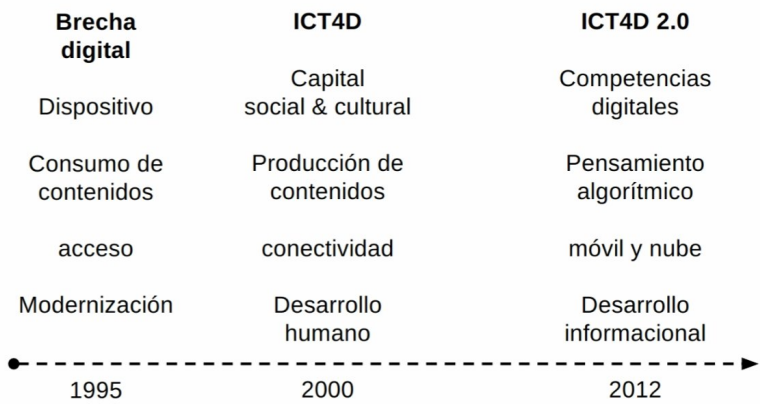 Brecha
digital
ICT4D
ICT4D 2.0
Dispositivo
Capital
social & cultural
Competencias
digitales
Consumo de
contenidos
Producción de
contenidos
Pensamiento
algorítmico
acceso
conectividad
móvil y nube
Modernización
Desarrollo
humano
Desarrollo
informacional
1995
2000
2012